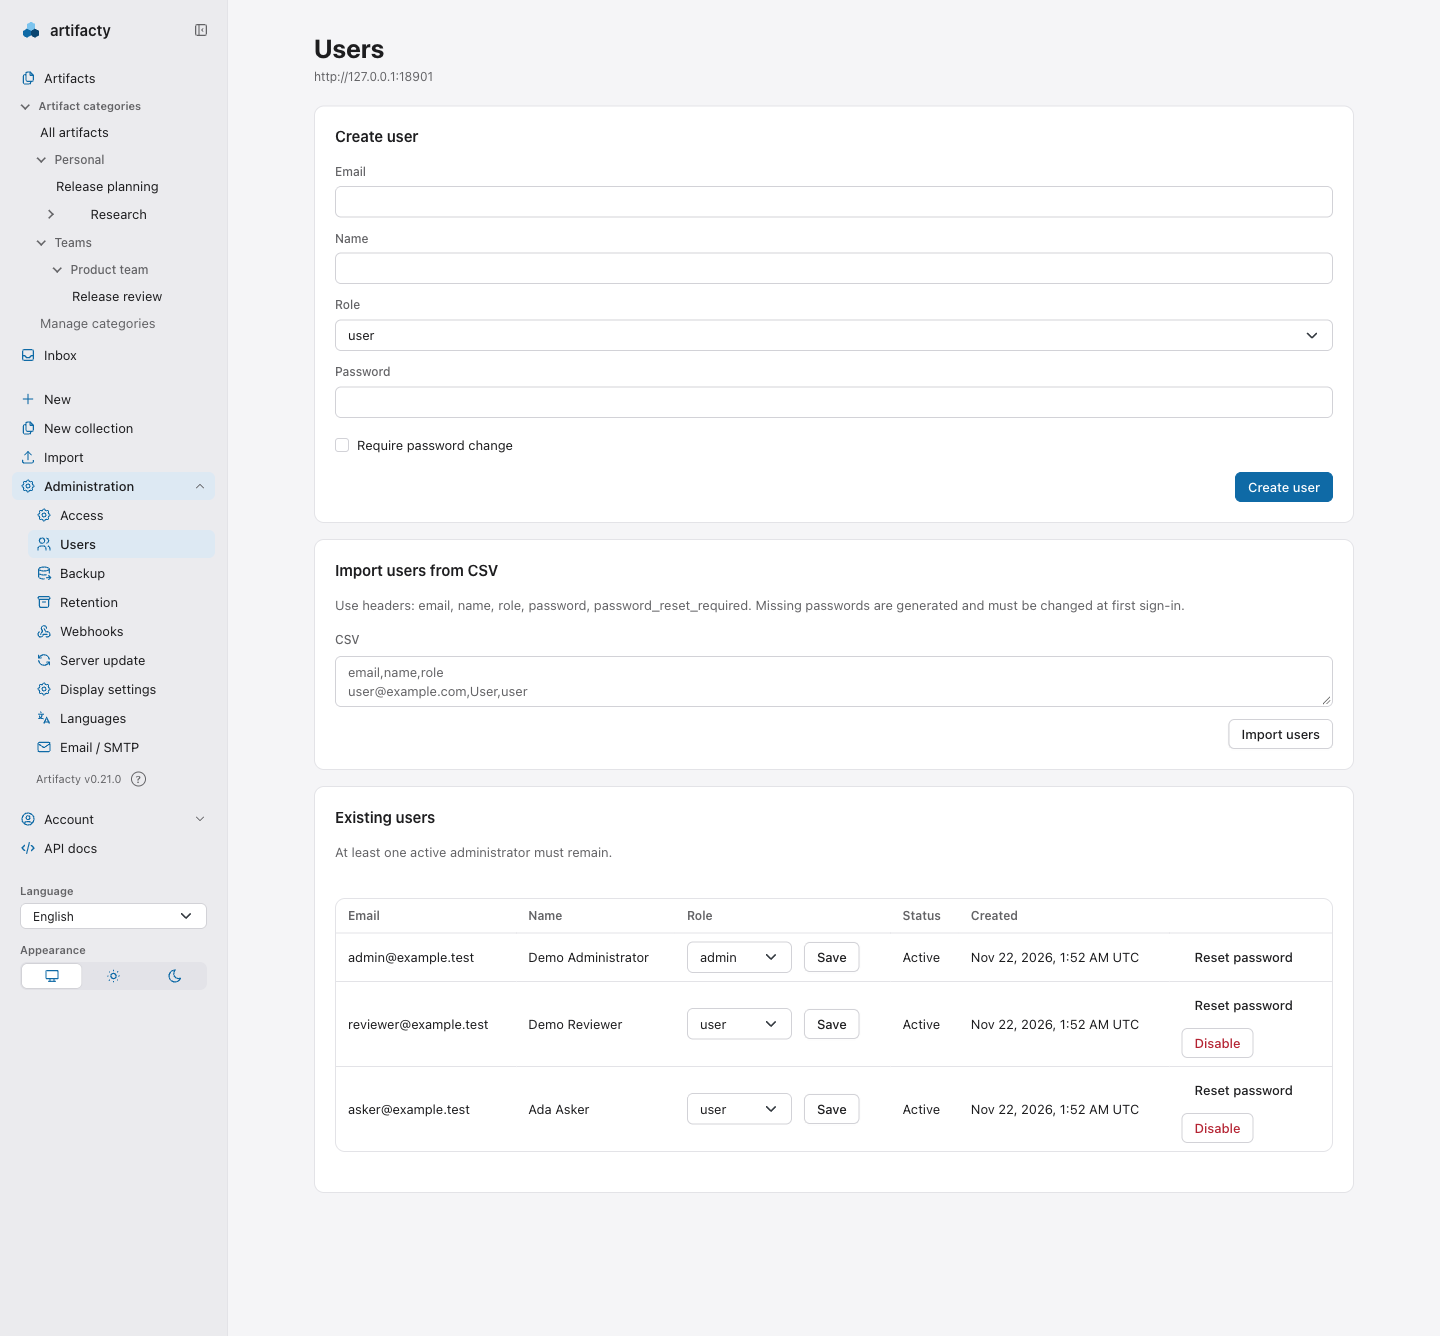 artifacty
Artifacts
Artifact categories
All artifacts
Personal
Release planning
Research
Teams
Product team
Release review
Manage categories
Inbox
New
New collection
Import
Administration
Access
Users
Backup
Retention
Webhooks
Server update
Display settings
Languages
Email / SMTP
Artifacty v0.21.0 ?
Account
API docs
Language
English
Appearance
Users
http://127.0.0.1:18901
Create user
Email
Name
Role
user
Password
Require password change
Create user
Import users from CSV
Use headers: email, name, role, password, password_reset_required. Missing passwords are generated and must be changed at first sign-in.
CSV
email,name,role
user@example.com,User,user
Import users
Existing users
At least one active administrator must remain.
Email Name Role Status Created
admin@example.test Demo Administrator admin Save Active Nov 22, 2026, 1:52 AM UTC Reset password
reviewer@example.test Demo Reviewer user Save Active Nov 22, 2026, 1:52 AM UTC Reset password
Disable
asker@example.test Ada Asker user Save Active Nov 22, 2026, 1:52 AM UTC Reset password
Disable